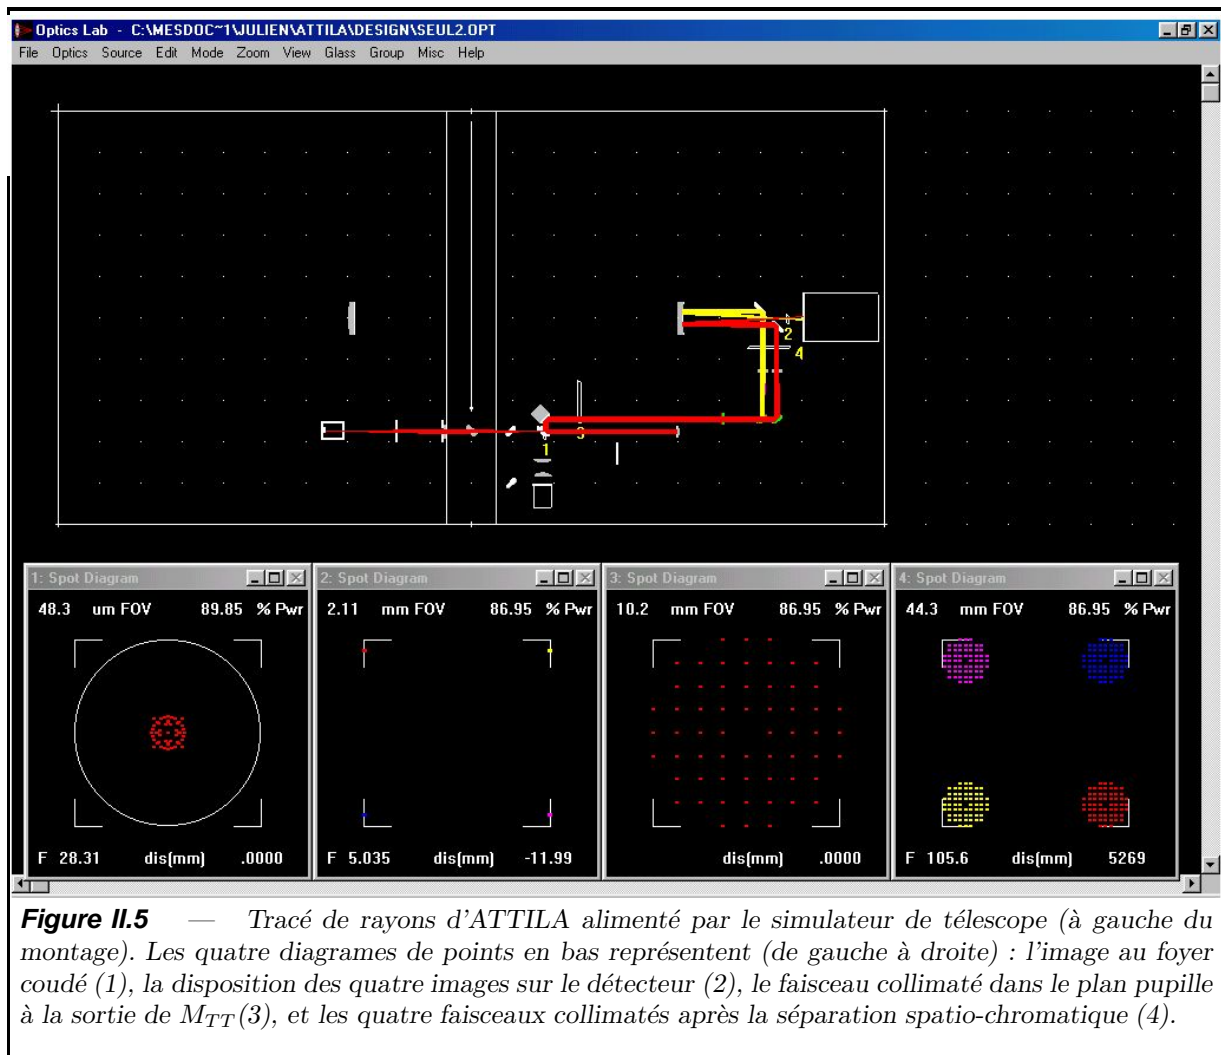 Optics Lab - C:\MESDOC~1\JULIEN\ATTILA\DESIGN\SEUL2.OPT
File Optics Source Edit Mode Zoom View Glass Group Misc Help
2
4
3
1
1: Spot Diagram
48.3 um FOV 89.85 % Pwr
F 28.31 dis(mm) .0000
2: Spot Diagram
2.11 mm FOV 86.95 % Pwr
F 5.035 dis(mm) -11.99
3: Spot Diagram
10.2 mm FOV 86.95 % Pwr
dis(mm) .0000
4: Spot Diagram
44.3 mm FOV 86.95 % Pwr
F 105.6 dis(mm) 5269
Figure II.5 — Tracé de rayons d'ATTILA alimenté par le simulateur de télescope (à gauche du
montage). Les quatre diagrames de points en bas représentent (de gauche à droite) : l'image au foyer
coudé (1), la disposition des quatre images sur le détecteur (2), le faisceau collimaté dans le plan pupille
à la sortie de M_TT(3), et les quatre faisceaux collimatés après la séparation spatio-chromatique (4).